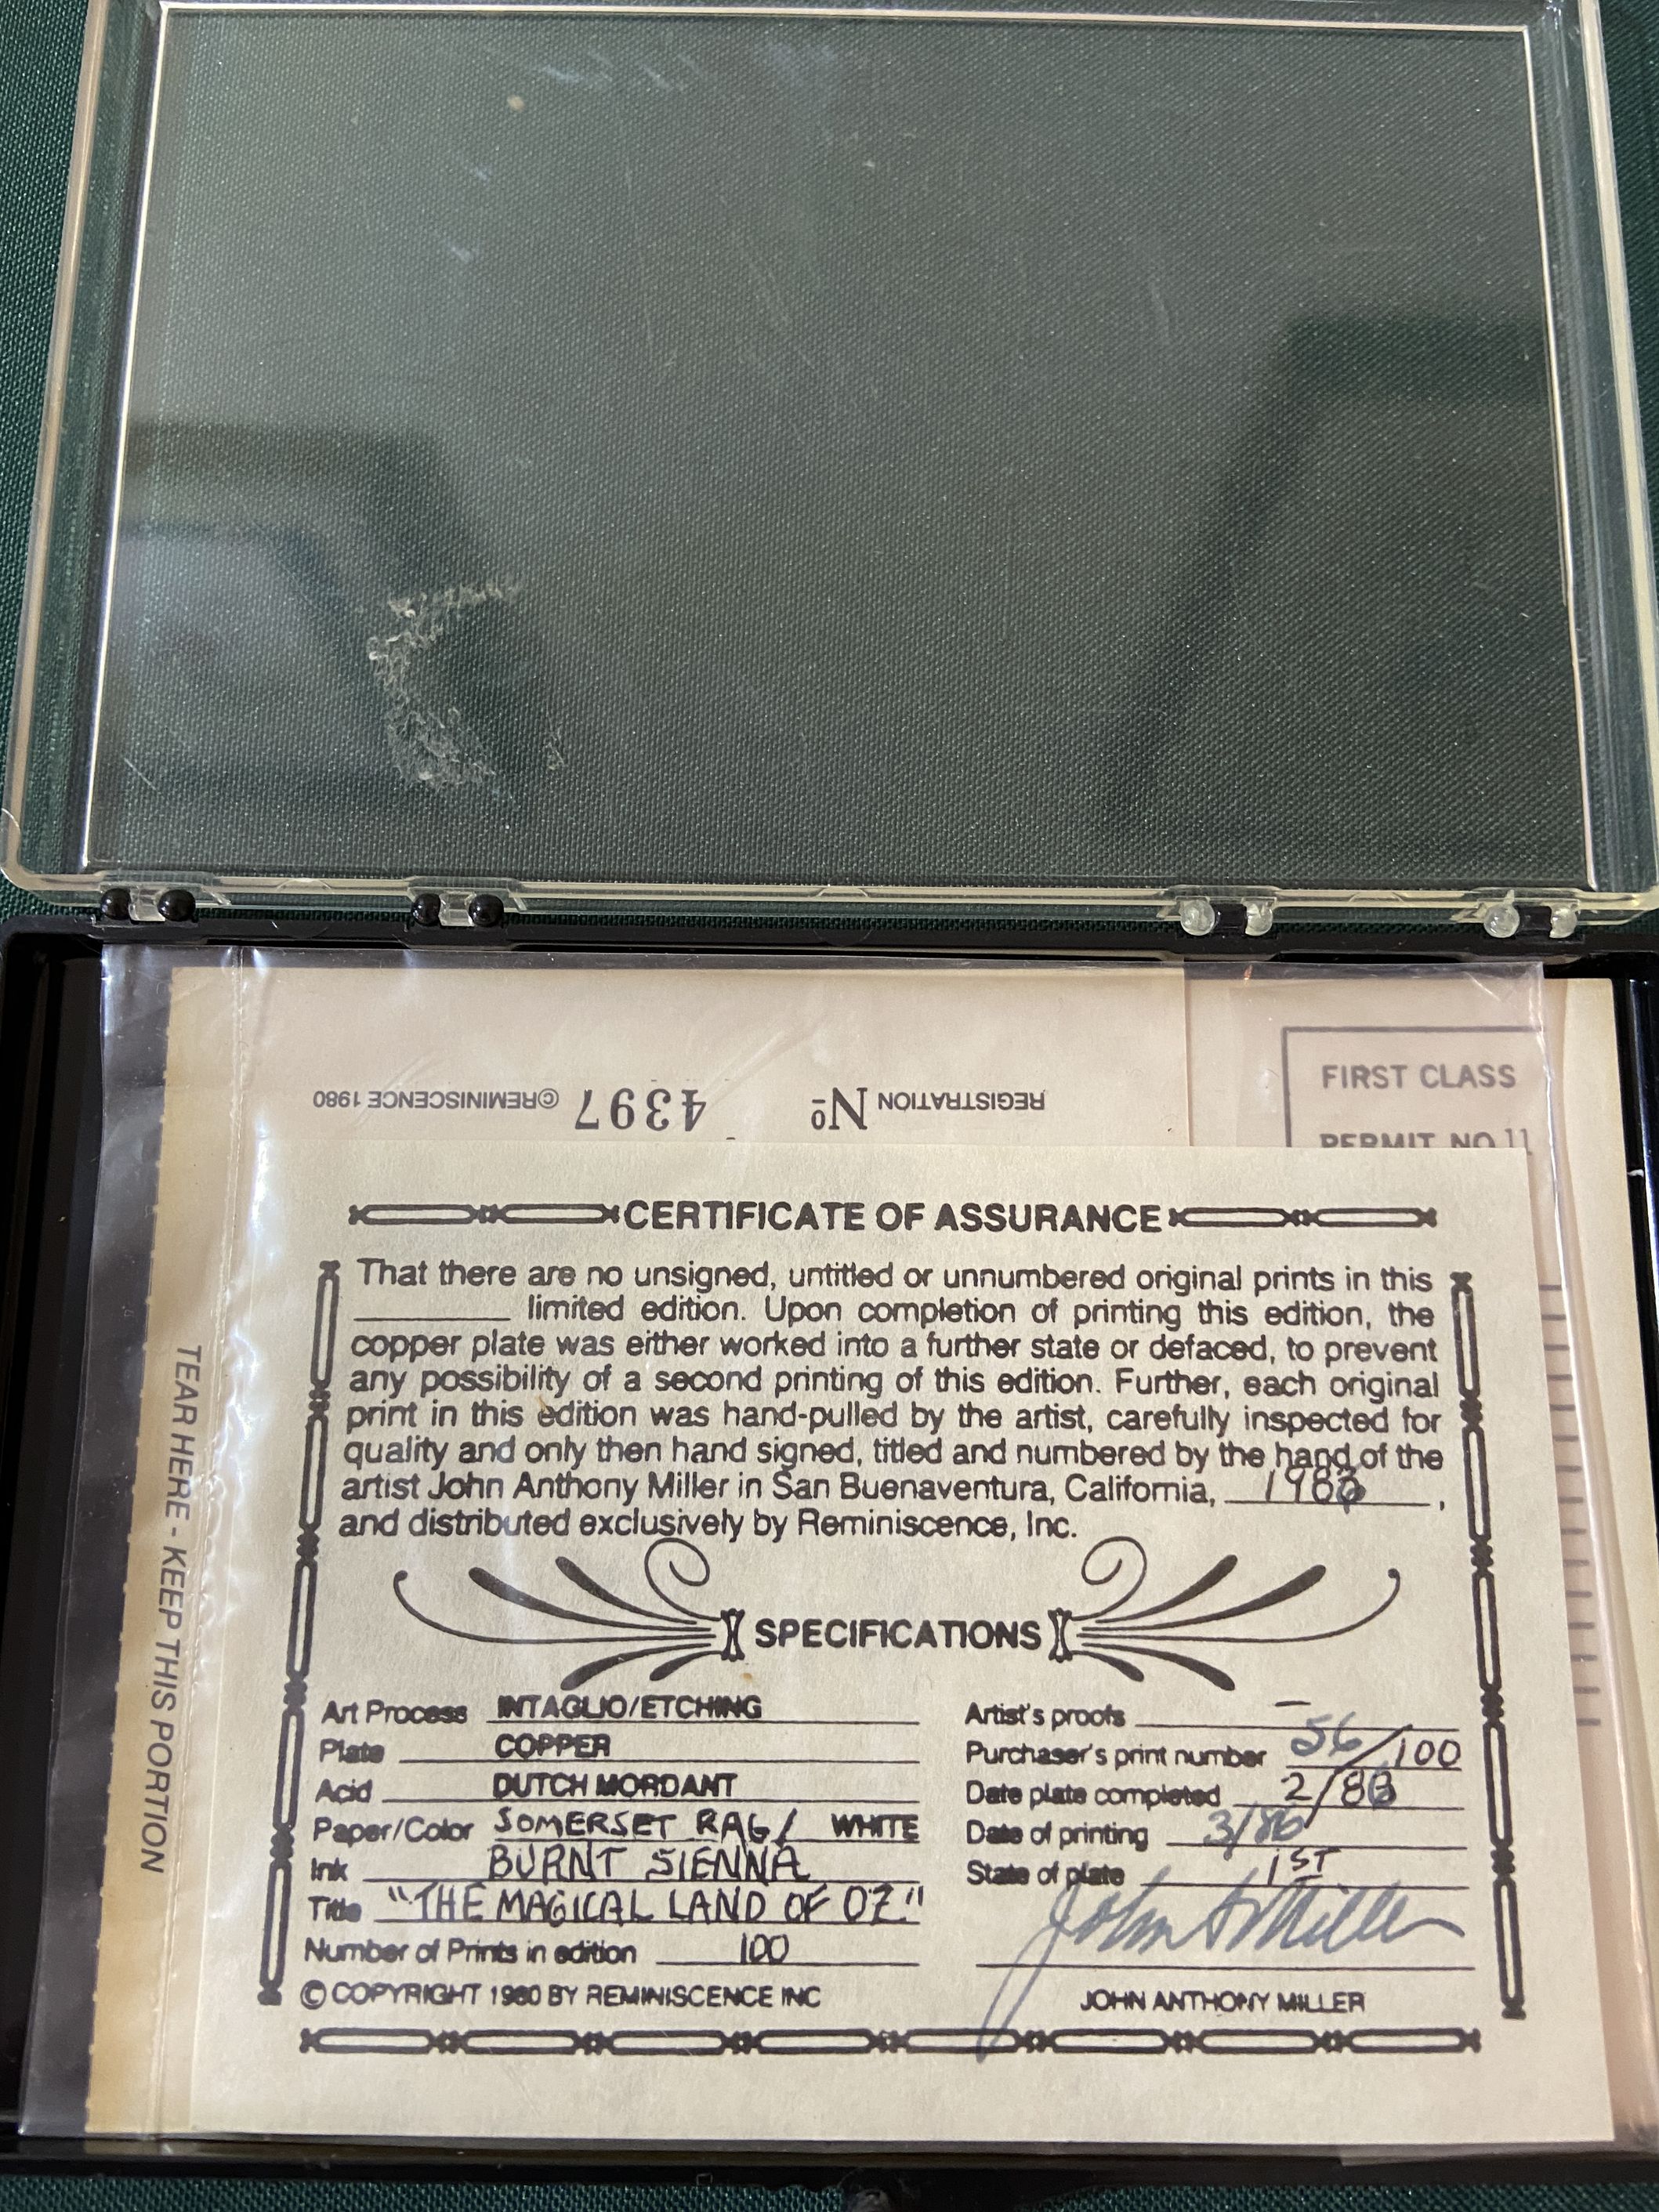 REGISTRATION Nº 4397 ©REMINISCENCE 1980
FIRST CLASS
PERMIT NO. 11
TEAR HERE - KEEP THIS PORTION
CERTIFICATE OF ASSURANCE
That there are no unsigned, untitled or unnumbered original prints in this
limited edition. Upon completion of printing this edition, the
copper plate was either worked into a further state or defaced, to prevent
any possibility of a second printing of this edition. Further, each original
print in this edition was hand-pulled by the artist, carefully inspected for
quality and only then hand signed, titled and numbered by the hand of the
artist John Anthony Miller in San Buenaventura, California, ,
and distributed exclusively by Reminiscence, Inc.
SPECIFICATIONS
Art Process INTAGLIO/ETCHING
Plate COPPER
Acid DUTCH MORDANT
Paper/Color SOMERSET RAG/ WHITE
Ink BURNT SIENNA
Title "THE MAGICAL LAND OF OZ"
Number of Prints in edition 100
© COPYRIGHT 1980 BY REMINISCENCE INC
Artist's proofs –
Purchaser's print number 56/100
Date plate completed
Date of printing 3/86
State of plate 1ST
John A Miller
JOHN ANTHONY MILLER